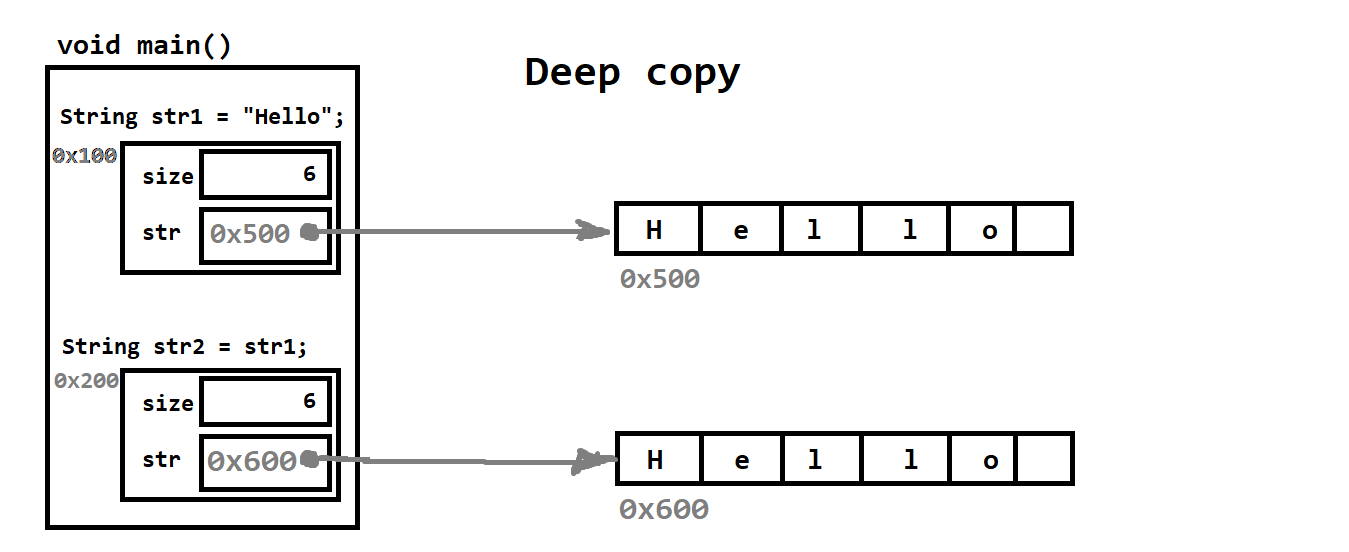 void main()
Deep copy
String str1 = "Hello";
0x100
size 6
str 0x500
H e l l o
0x500
String str2 = str1;
0x200
size 6
str 0x600
H e l l o
0x600